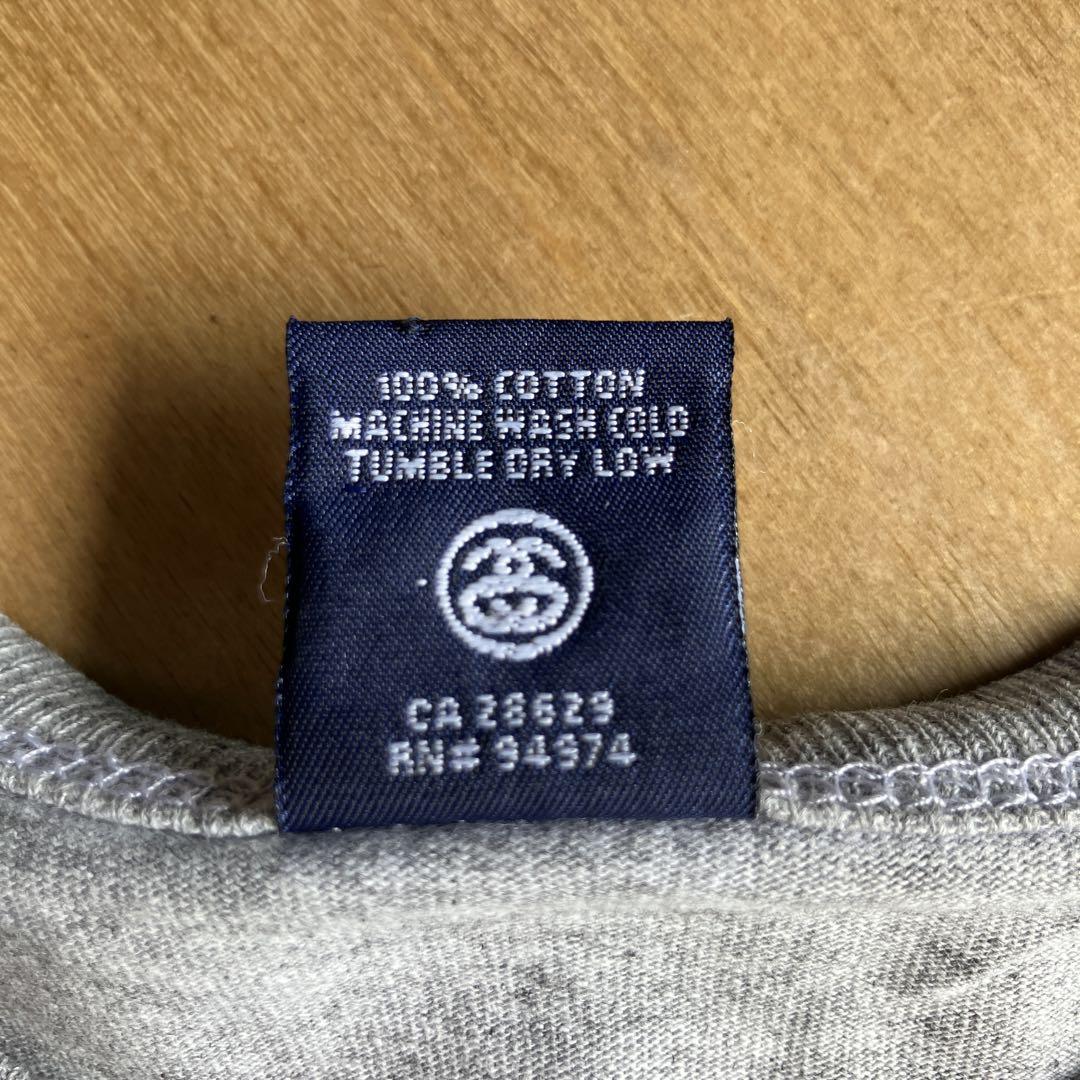 100% COTTON
MACHINE WASH COLD
TUMBLE DRY LOW
CA 28629
RN# 94974